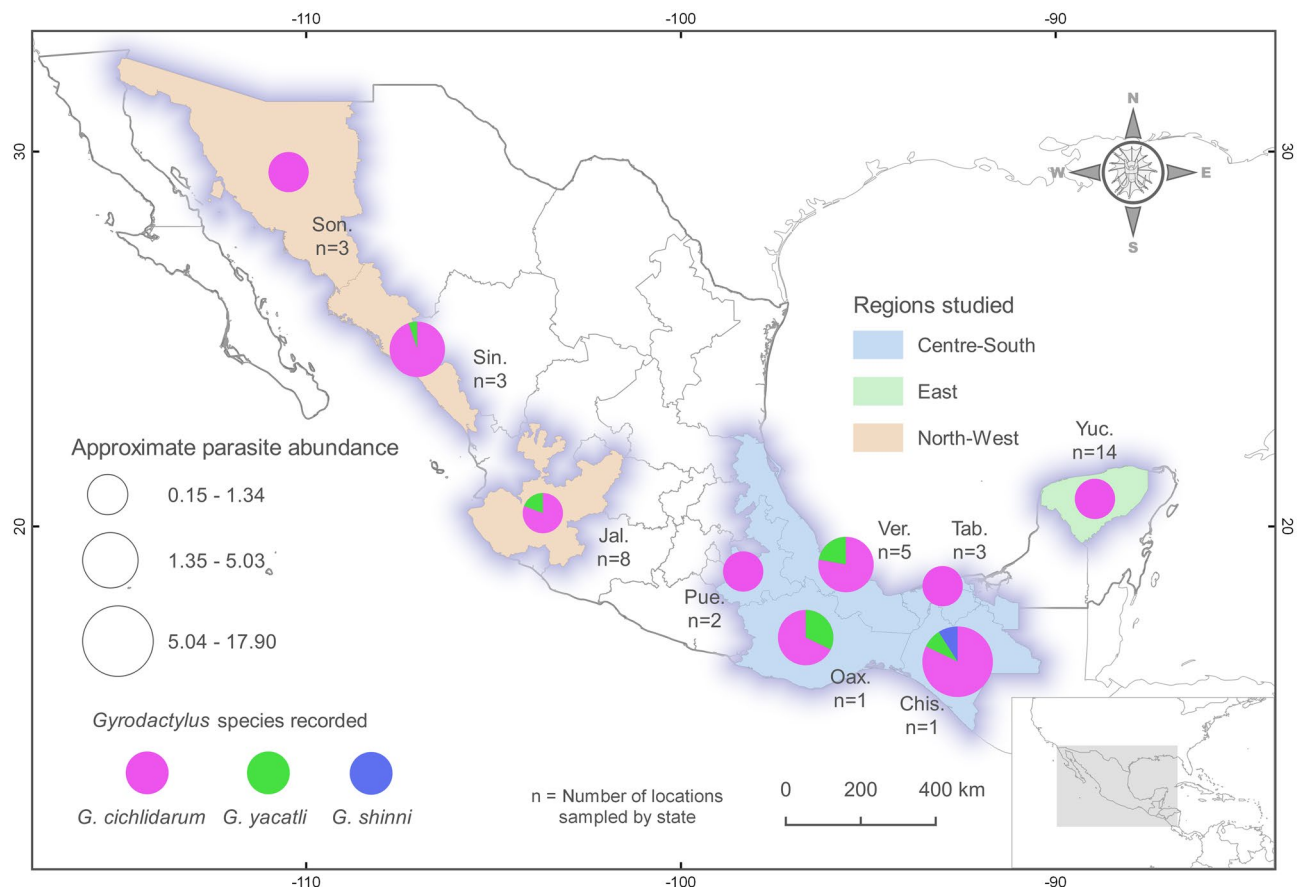 -110
-100
-90
30
30
N
W
E
S
Son.
n=3
Regions studied
Centre-South
East
North-West
Sin.
n=3
Yuc.
n=14
Approximate parasite abundance
0.15 - 1.34
1.35 - 5.03
5.04 - 17.90
20
20
Jal.
n=8
Ver.
n=5
Tab.
n=3
Pue.
n=2
Oax.
n=1
Chis.
n=1
Gyrodactylus species recorded
G. cichlidarum
G. yacatli
G. shinni
n = Number of locations
sampled by state
0
200
400 km
-110
-100
-90